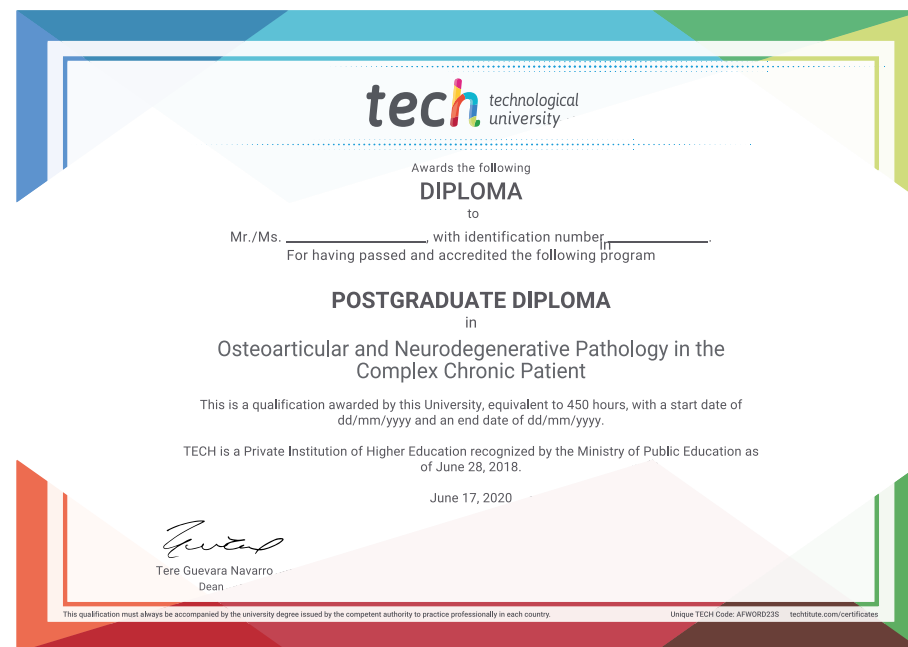 tech technological
university
Awards the following
DIPLOMA
to
Mr./Ms. ____________, with identification number_________.
In
For having passed and accredited the following program
POSTGRADUATE DIPLOMA
in
Osteoarticular and Neurodegenerative Pathology in the
Complex Chronic Patient
This is a qualification awarded by this University, equivalent to 450 hours, with a start date of
dd/mm/yyyy and an end date of dd/mm/yyyy.
TECH is a Private Institution of Higher Education recognized by the Ministry of Public Education as
of June 28, 2018.
June 17, 2020
Tere Guevara Navarro
Dean
This qualification must always be accompanied by the university degree issued by the competent authority to practice professionally in each country.
Unique TECH Code: AFWORD23S techtitute.com/certificates